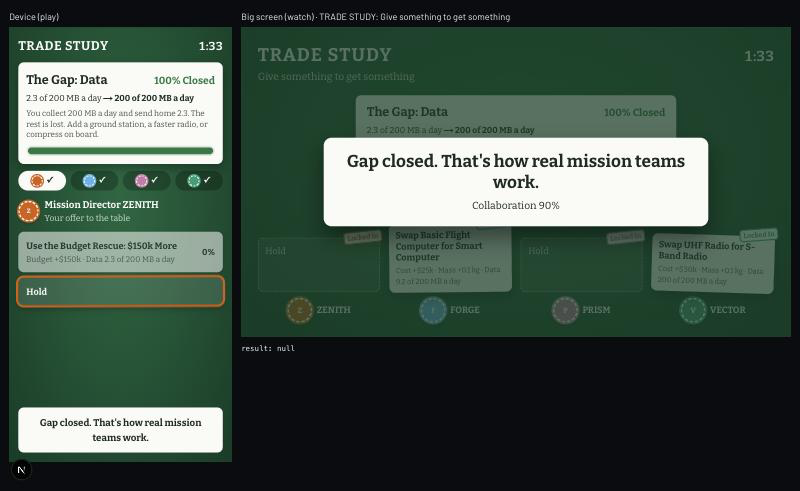 Device (play)
TRADE STUDY 1:33
The Gap: Data 100% Closed
2.3 of 200 MB a day → 200 of 200 MB a day
You collect 200 MB a day and send home 2.3. The
rest is lost. Add a ground station, a faster radio, or
compress on board.
✓ ✓ ✓ ✓
Z
Mission Director ZENITH
Your offer to the table
Use the Budget Rescue: $150k More 0%
Budget +$150k · Data 2.3 of 200 MB a day
Hold
Gap closed. That's how real mission
teams work.
N
Big screen (watch) · TRADE STUDY: Give something to get something
TRADE STUDY 1:33
Give something to get something
The Gap: Data 100% Closed
2.3 of 200 MB a day → 200 of 200 MB a day
Gap closed. That's how real mission teams
work.
Collaboration 90%
Hold
Locked In
Swap Basic Flight
Computer for Smart
Computer
Cost +$25k · Mass +0.1 kg · Data
9.2 of 200 MB a day
Hold
Locked In
Swap UHF Radio for S-
Band Radio
Locked In
Cost +$30k · Mass +0.2 kg · Data
200 of 200 MB a day
Z ZENITH
F FORGE
P PRISM
V VECTOR
result: null